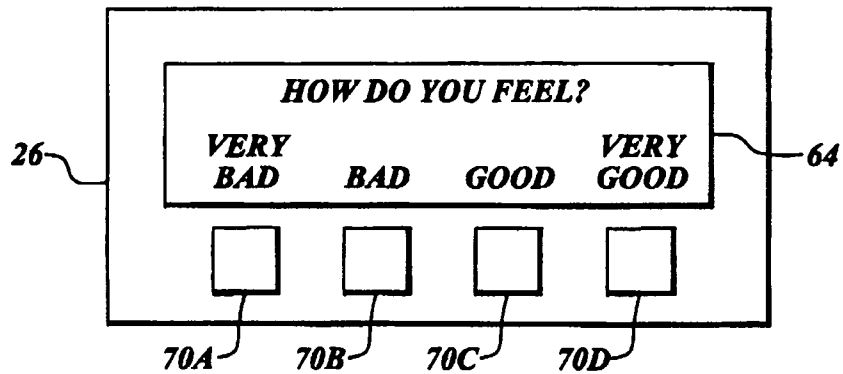 HOW DO YOU FEEL?
VERY BAD BAD GOOD VERY GOOD
26
64
70A 70B 70C 70D